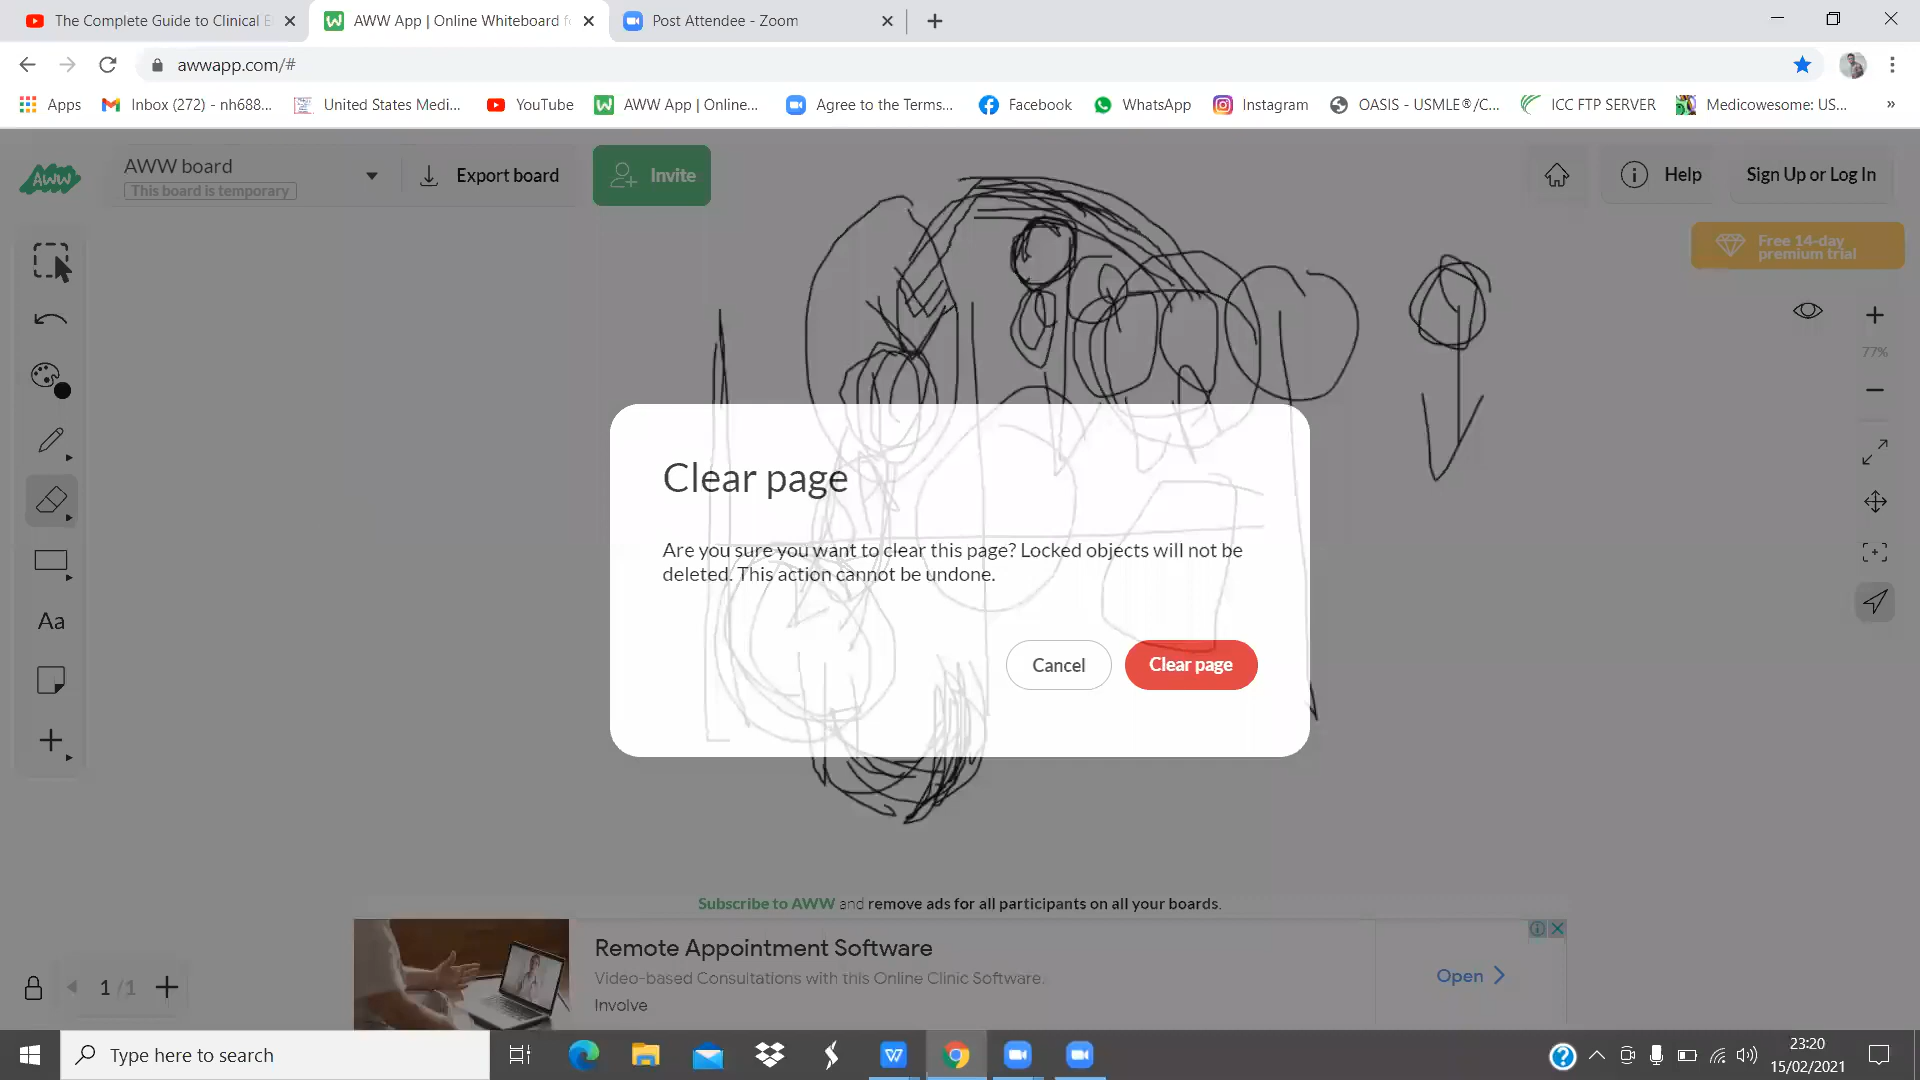 The Complete Guide to Clinical E
AWW App | Online Whiteboard f
Post Attendee - Zoom
awwapp.com/#
Apps
Inbox (272) - nh688...
United States Medi...
YouTube
AWW App | Online...
Agree to the Terms...
Facebook
WhatsApp
Instagram
OASIS - USMLE®/C...
ICC FTP SERVER
Medicowesome: US...
»
AWW
AWW board
This board is temporary
Export board
Invite
Help
Sign Up or Log In
Free 14-day
premium trial
77%
Aa
Clear page
Are you sure you want to clear this page? Locked objects will not be
deleted. This action cannot be undone.
Cancel
Clear page
Subscribe to AWW and remove ads for all participants on all your boards.
Remote Appointment Software
Video-based Consultations with this Online Clinic Software.
Involve
Open
1 /1
Type here to search
23:20
15/02/2021